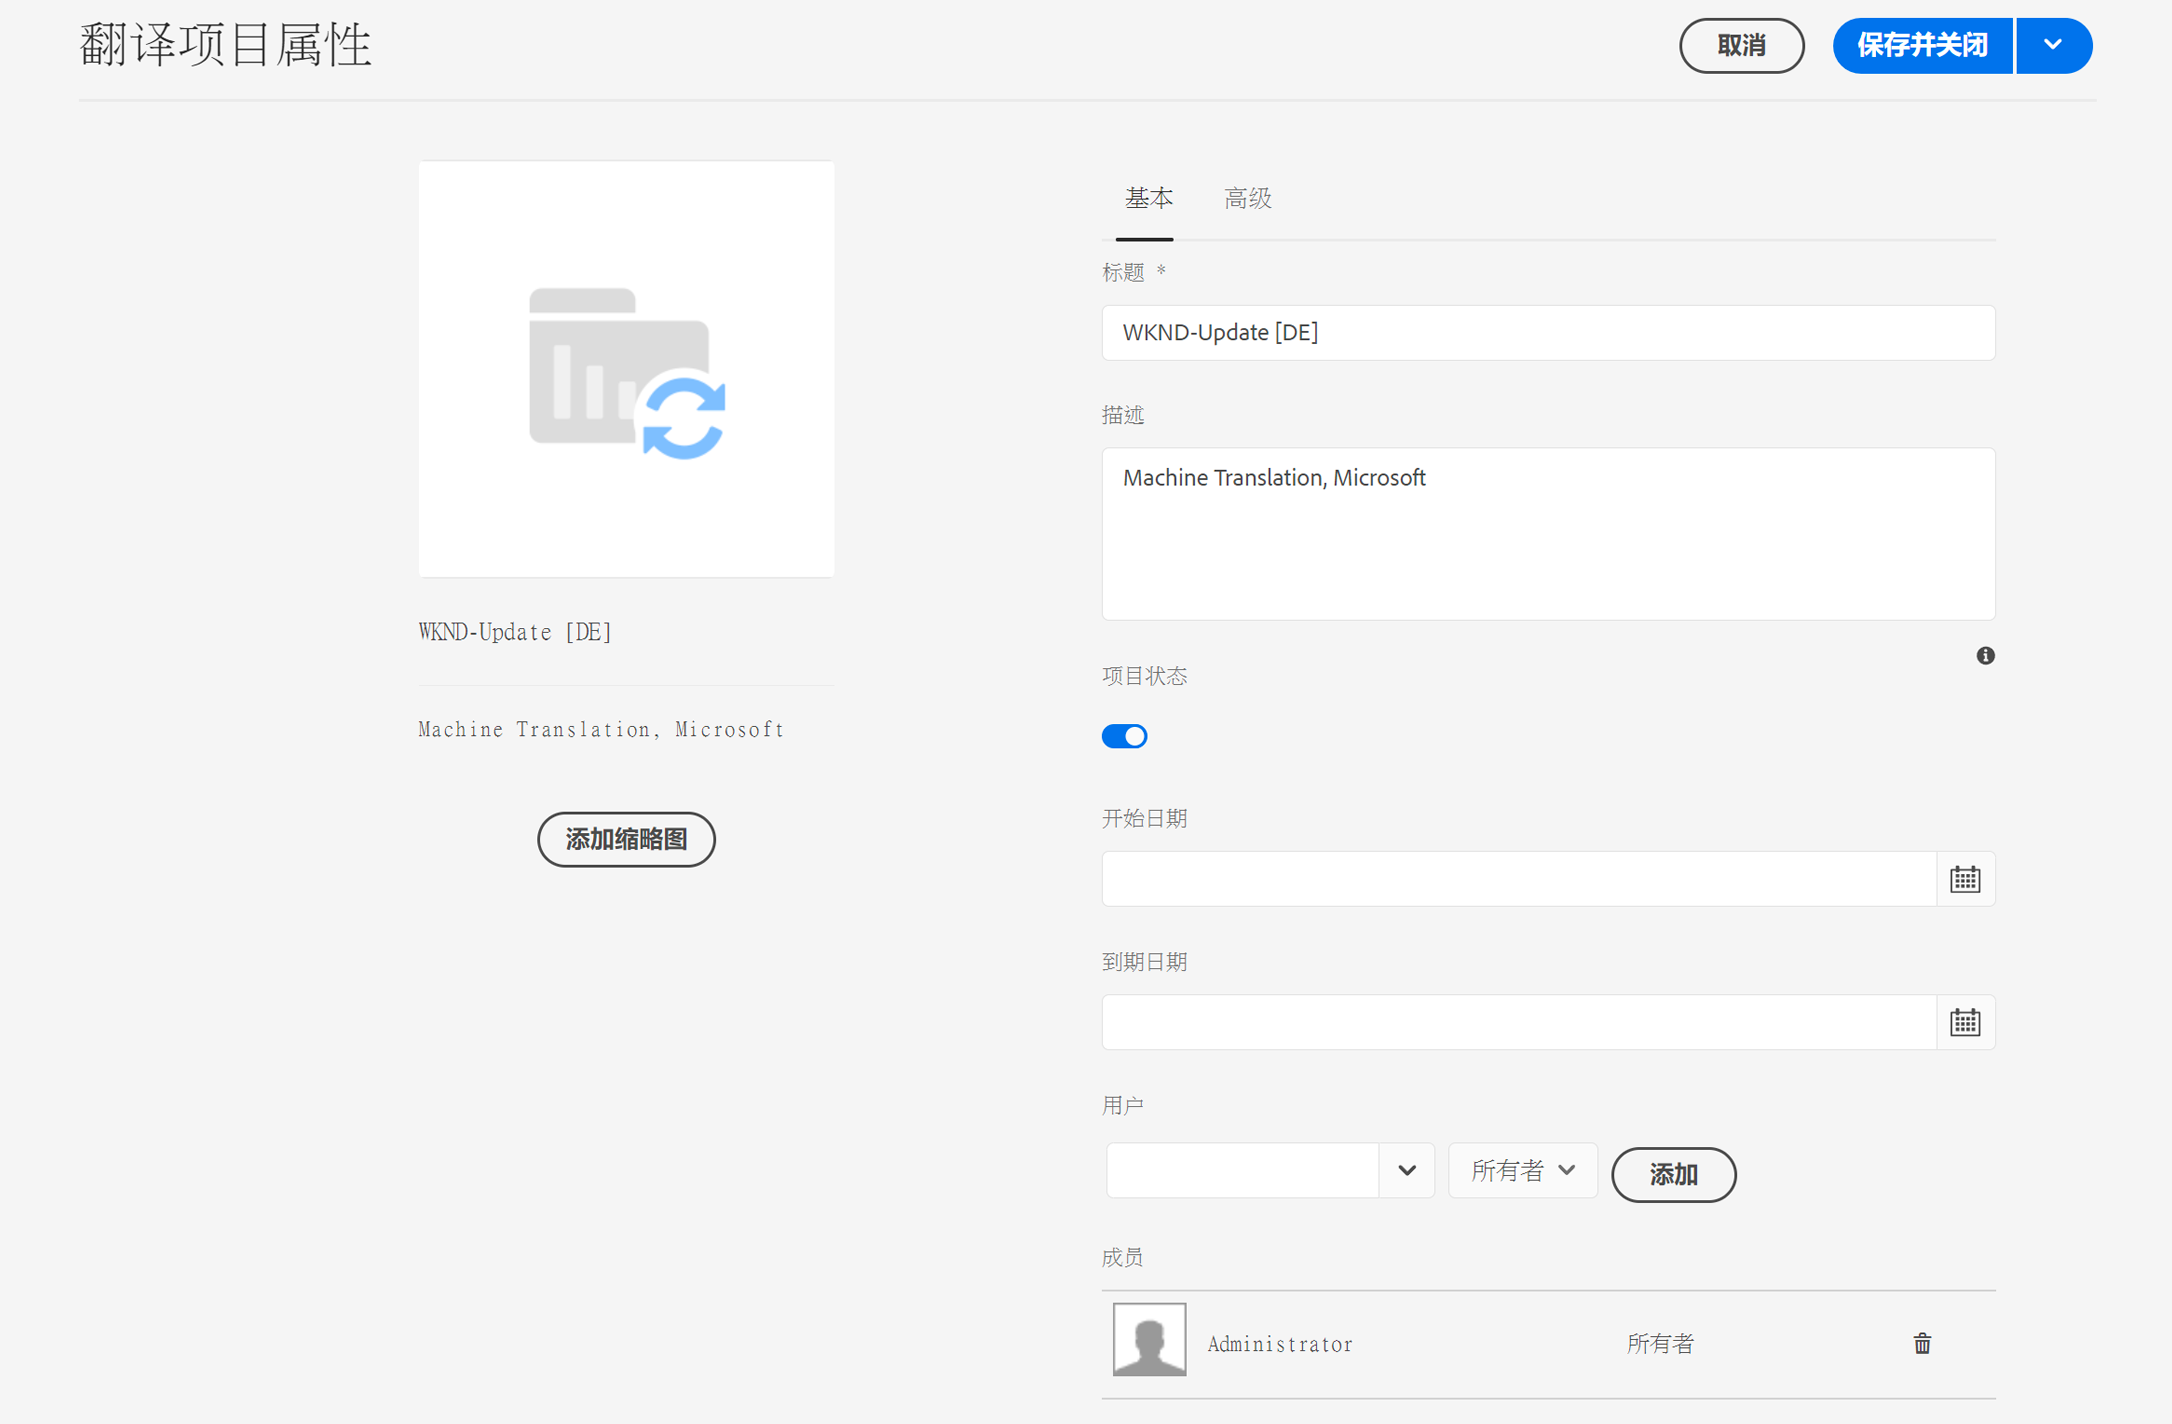 翻译项目属性
取消
保存并关闭
基本
高级
标题 *
WKND-Update [DE]
描述
Machine Translation, Microsoft
WKND-Update [DE]
项目状态
Machine Translation, Microsoft
添加缩略图
开始日期
到期日期
用户
所有者
添加
成员
Administrator
所有者